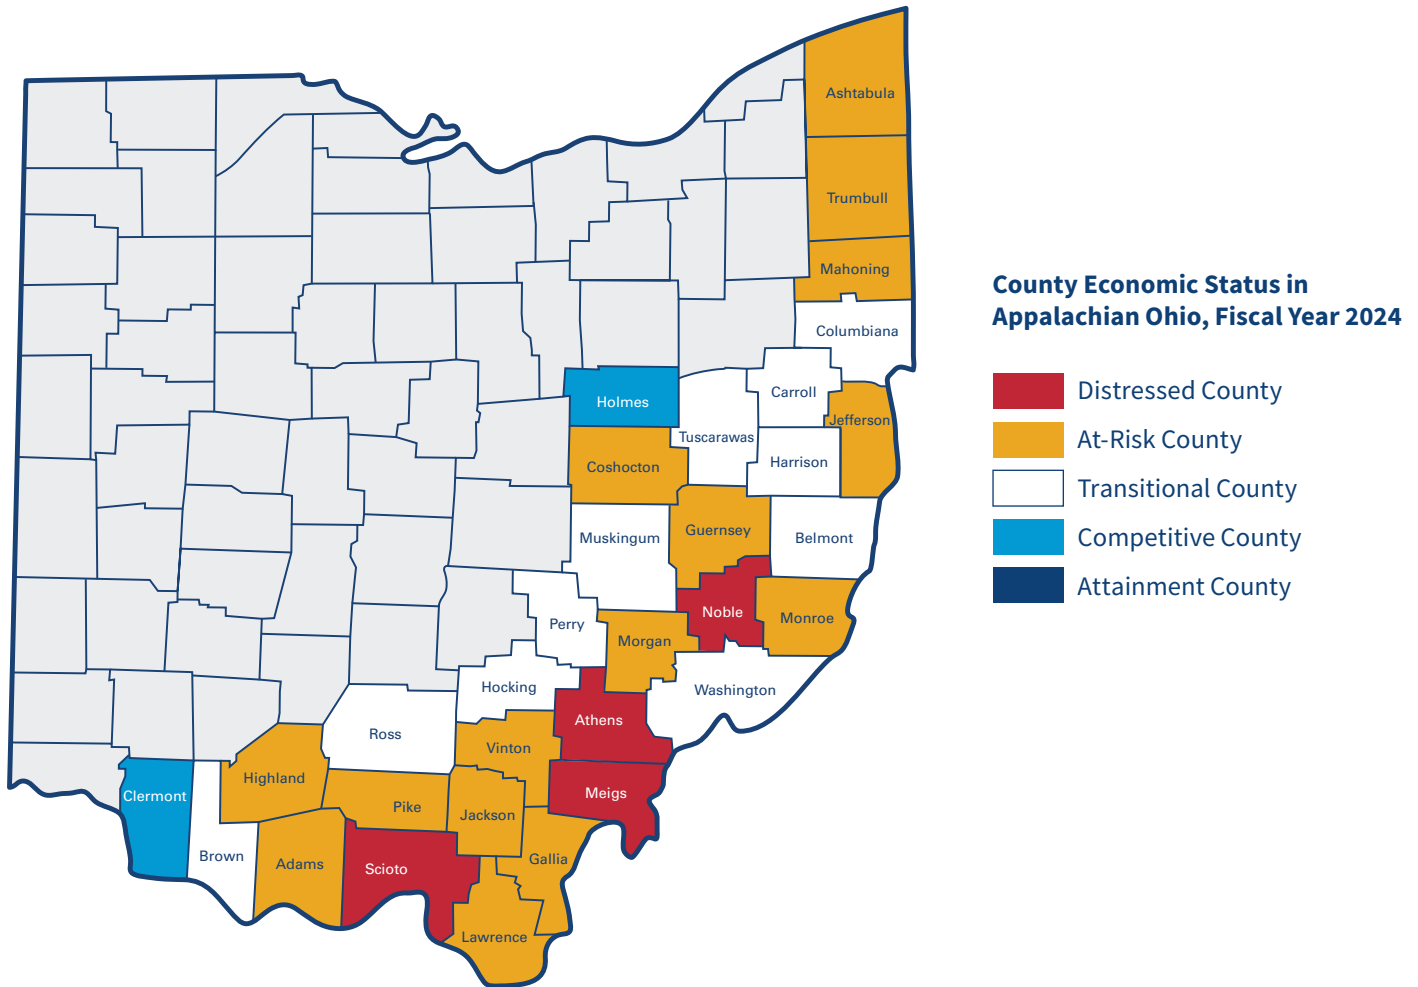 Ashtabula
Trumbull
Mahoning
Columbiana
Carroll
Jefferson
Holmes
Tuscarawas
Harrison
Coshocton
Guernsey
Muskingum
Belmont
Noble
Monroe
Perry
Morgan
Hocking
Washington
Athens
Ross
Vinton
Highland
Meigs
Clermont
Pike
Jackson
Brown
Adams
Scioto
Gallia
Lawrence
County Economic Status in
Appalachian Ohio, Fiscal Year 2024
Distressed County
At-Risk County
Transitional County
Competitive County
Attainment County